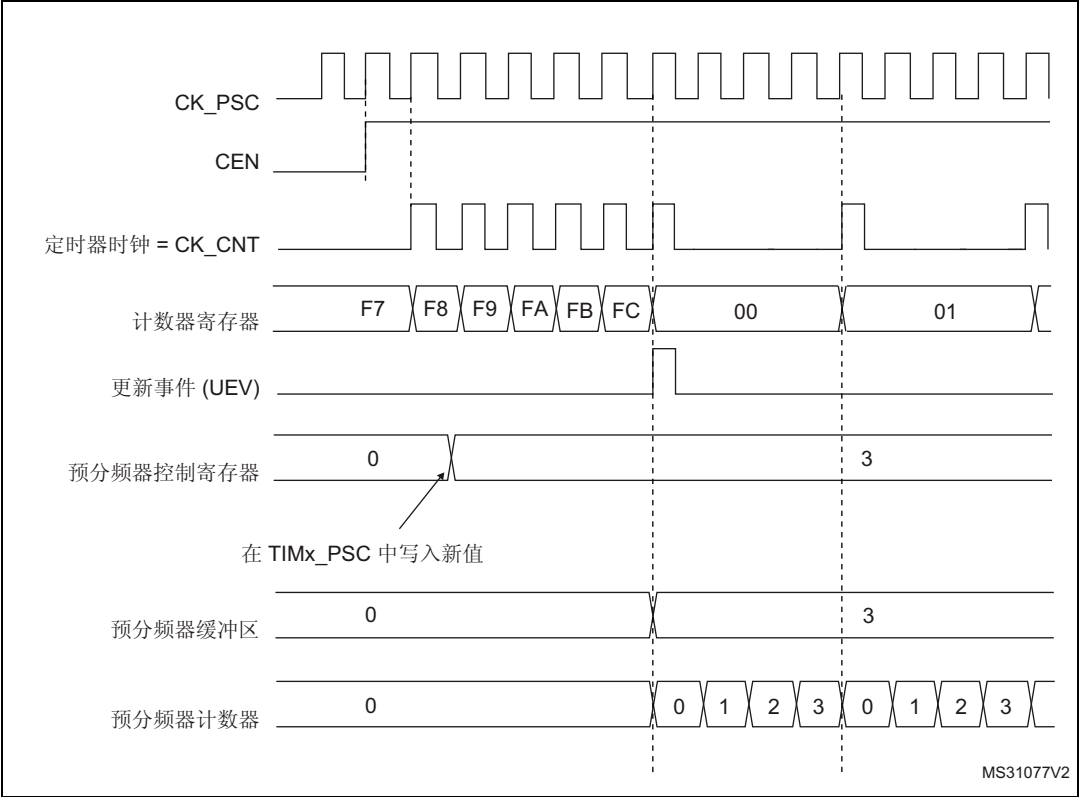 CK_PSC
CEN
定时器时钟 = CK_CNT
计数器寄存器 F7 F8 F9 FA FB FC 00 01
更新事件 (UEV)
预分频器控制寄存器 0 3
在 TIMx_PSC 中写入新值
预分频器缓冲区 0 3
预分频器计数器 0 0 1 2 3 0 1 2 3
MS31077V2